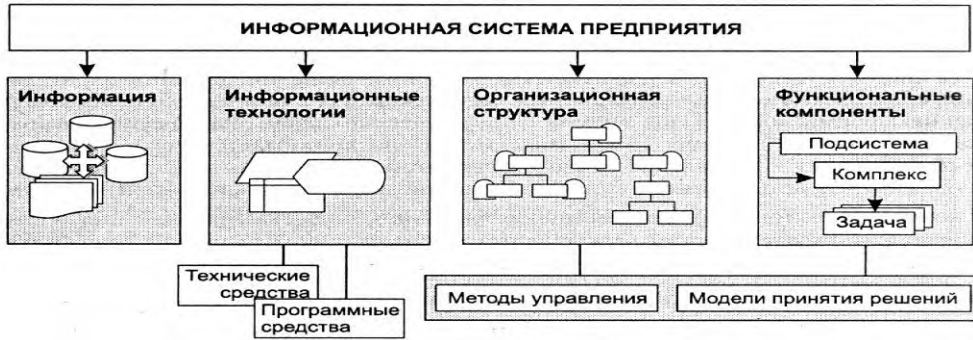 ИНФОРМАЦИОННАЯ СИСТЕМА ПРЕДПРИЯТИЯ
Информация
Информационные
технологии
Организационная
структура
Функциональные
компоненты
Подсистема
Комплекс
Задача
Технические
средства
Программные
средства
Методы управления
Модели принятия решений